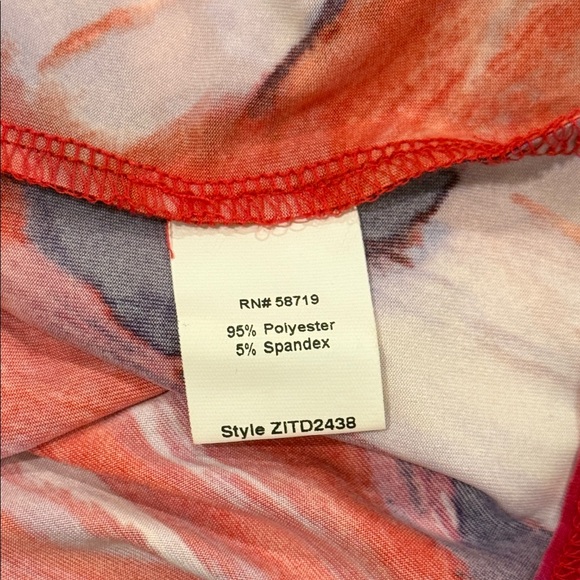 RN# 58719
95% Polyester
5% Spandex
Style ZITD2438